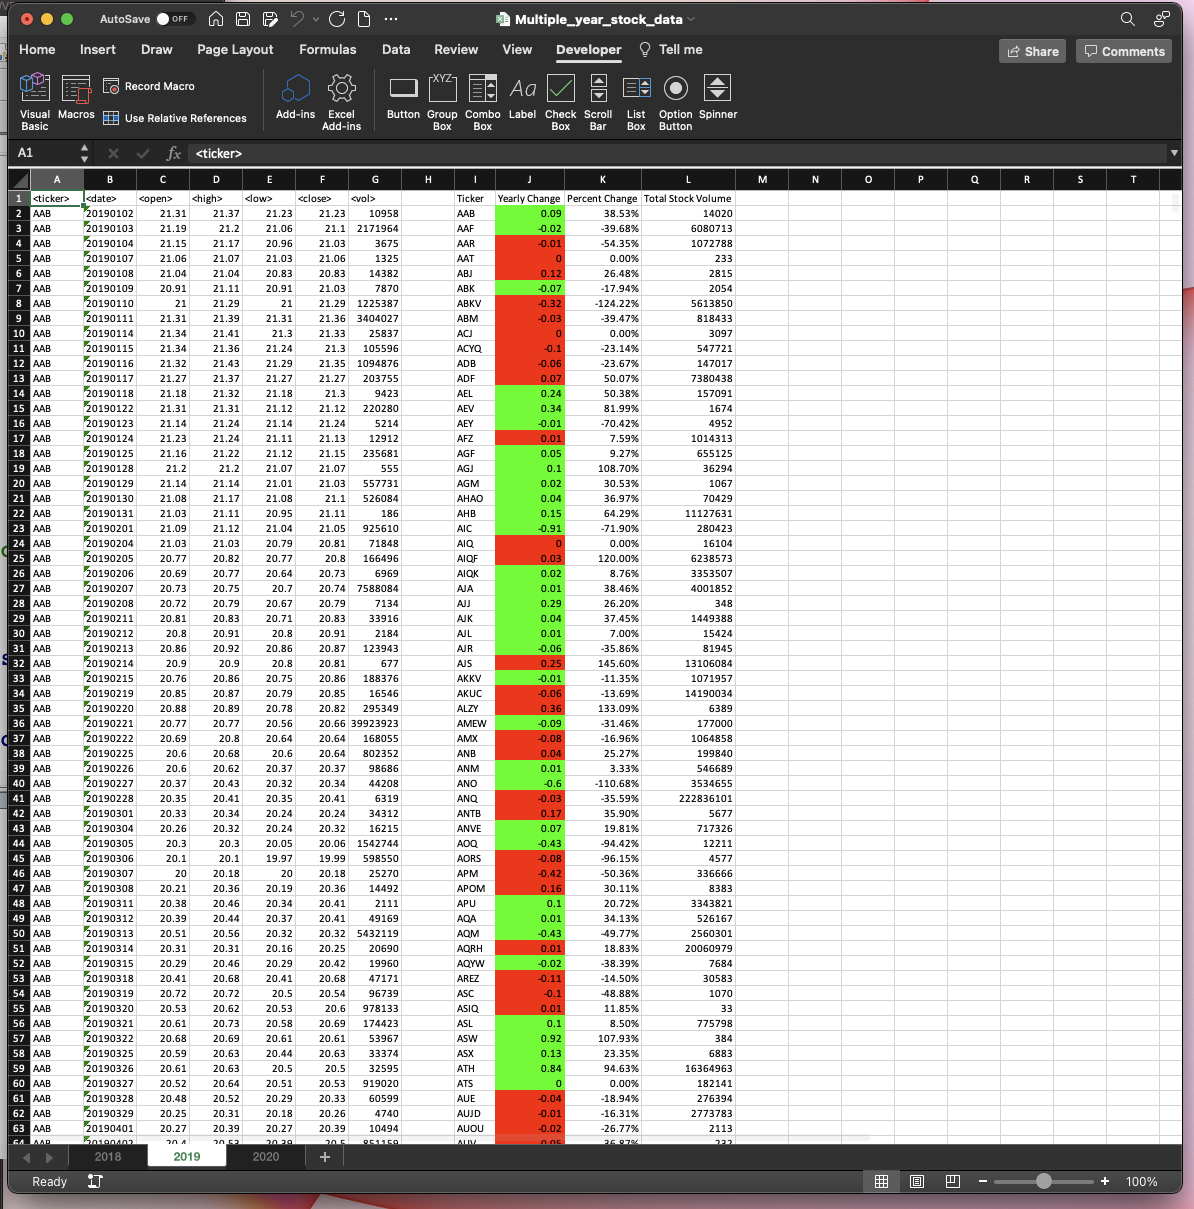 AutoSave OFF Multiple_year_stock_data
Home Insert Draw Page Layout Formulas Data Review View Developer Tell me Share Comments
Visual Basic Macros Record Macro Use Relative References Add-ins Excel Add-ins Button Group Box Combo Box Label Check Box Scroll Bar List Box Option Button Spinner
XYZ Aa
A1 fx <ticker>
A B C D E F G H I J K L M N O P Q R S T
1 <ticker> <date> <open> <high> <low> <close> <vol> Ticker Yearly Change Percent Change Total Stock Volume
2 AAB 20190102 21.31 21.37 21.23 21.23 10958 AAB 0.09 38.53% 14020
3 AAB 20190103 21.19 21.2 21.06 21.1 2171964 AAF -0.02 -39.68% 6080713
4 AAB 20190104 21.15 21.17 20.96 21.03 3675 AAR -0.01 -54.35% 1072788
5 AAB 20190107 21.06 21.07 21.03 21.06 1325 AAT 0 0.00% 233
6 AAB 20190108 21.04 21.04 20.83 20.83 14382 ABJ 0.12 26.48% 2815
7 AAB 20190109 20.91 21.11 20.91 21.03 7870 ABK -0.07 -17.94% 2054
8 AAB 20190110 21 21.29 21 21.29 1225387 ABKV -0.32 -124.22% 5613850
9 AAB 20190111 21.31 21.39 21.31 21.36 3404027 ABM -0.03 -39.47% 818433
10 AAB 20190114 21.34 21.41 21.3 21.33 25837 ACJ 0 0.00% 3097
11 AAB 20190115 21.34 21.36 21.24 21.3 105596 ACYQ -0.1 -23.14% 547721
12 AAB 20190116 21.32 21.43 21.29 21.35 1094876 ADB -0.06 -23.67% 147017
13 AAB 20190117 21.27 21.37 21.27 21.27 203755 ADF 0.07 50.07% 7380438
14 AAB 20190118 21.18 21.32 21.18 21.3 9423 AEL 0.24 50.38% 157091
15 AAB 20190122 21.31 21.31 21.12 21.12 220280 AEV 0.34 81.99% 1674
16 AAB 20190123 21.14 21.24 21.14 21.24 5214 AEY -0.01 -70.42% 4952
17 AAB 20190124 21.23 21.24 21.11 21.13 12912 AFZ 0.01 7.59% 1014313
18 AAB 20190125 21.16 21.22 21.12 21.15 235681 AGF 0.05 9.27% 655125
19 AAB 20190128 21.2 21.2 21.07 21.07 555 AGJ 0.1 108.70% 36294
20 AAB 20190129 21.14 21.14 21.01 21.03 557731 AGM 0.02 30.53% 1067
21 AAB 20190130 21.08 21.17 21.08 21.1 526084 AHAO 0.04 36.97% 70429
22 AAB 20190131 21.03 21.11 20.95 21.11 186 AHB 0.15 64.29% 11127631
23 AAB 20190201 21.09 21.12 21.04 21.05 925610 AIC -0.91 -71.90% 280423
24 AAB 20190204 21.03 21.03 20.79 20.81 71848 AIQ 0 0.00% 16104
25 AAB 20190205 20.77 20.82 20.77 20.8 166496 AIQF 0.03 120.00% 6238573
26 AAB 20190206 20.69 20.77 20.64 20.73 6969 AIQK 0.02 8.76% 3353507
27 AAB 20190207 20.73 20.75 20.7 20.74 7588084 AJA 0.01 38.46% 4001852
28 AAB 20190208 20.72 20.79 20.67 20.79 7134 AJJ 0.29 26.20% 348
29 AAB 20190211 20.81 20.83 20.71 20.83 33916 AJK 0.04 37.45% 1449388
30 AAB 20190212 20.8 20.91 20.8 20.91 2184 AJL 0.01 7.00% 15424
31 AAB 20190213 20.86 20.92 20.86 20.87 123943 AJR -0.06 -35.86% 81945
32 AAB 20190214 20.9 20.9 20.8 20.81 677 AJS 0.25 145.60% 13106084
33 AAB 20190215 20.76 20.86 20.75 20.86 188376 AKKV -0.01 -11.35% 1071957
34 AAB 20190219 20.85 20.87 20.79 20.85 16546 AKUC -0.06 -13.69% 14190034
35 AAB 20190220 20.88 20.89 20.78 20.82 295349 ALZY 0.36 133.09% 6389
36 AAB 20190221 20.77 20.77 20.56 20.66 39923923 AMEW -0.09 -31.46% 177000
37 AAB 20190222 20.69 20.8 20.64 20.64 168055 AMX -0.08 -16.96% 1064858
38 AAB 20190225 20.6 20.68 20.6 20.64 802352 ANB 0.04 25.27% 199840
39 AAB 20190226 20.6 20.62 20.37 20.37 98686 ANM 0.01 3.33% 546689
40 AAB 20190227 20.37 20.43 20.32 20.34 44208 ANO -0.6 -110.68% 3534655
41 AAB 20190228 20.35 20.41 20.35 20.41 6319 ANQ -0.03 -35.59% 222836101
42 AAB 20190301 20.33 20.34 20.24 20.24 34312 ANTB 0.17 35.90% 5677
43 AAB 20190304 20.26 20.32 20.24 20.32 16215 ANVE 0.07 19.81% 717326
44 AAB 20190305 20.3 20.3 20.05 20.06 1542744 AOQ -0.43 -94.42% 12211
45 AAB 20190306 20.1 20.1 19.97 19.99 598550 AORS -0.08 -96.15% 4577
46 AAB 20190307 20 20.18 20 20.18 25270 APM -0.42 -50.36% 336666
47 AAB 20190308 20.21 20.36 20.19 20.36 14492 APOM 0.16 30.11% 8383
48 AAB 20190311 20.38 20.46 20.34 20.41 2111 APU 0.1 20.72% 3343821
49 AAB 20190312 20.39 20.44 20.37 20.41 49169 AQA 0.01 34.13% 526167
50 AAB 20190313 20.51 20.56 20.32 20.32 5432119 AQM -0.43 -49.77% 2560301
51 AAB 20190314 20.31 20.31 20.16 20.25 20690 AQRH 0.01 18.83% 20060979
52 AAB 20190315 20.29 20.46 20.29 20.42 19960 AQYW -0.02 -38.39% 7684
53 AAB 20190318 20.41 20.68 20.41 20.68 47171 AREZ -0.11 -14.50% 30583
54 AAB 20190319 20.72 20.72 20.5 20.54 96739 ASC -0.1 -48.88% 1070
55 AAB 20190320 20.53 20.62 20.53 20.6 978133 ASIQ 0.01 11.85% 33
56 AAB 20190321 20.61 20.73 20.58 20.69 174423 ASL 0.1 8.50% 775798
57 AAB 20190322 20.68 20.69 20.61 20.61 53967 ASW 0.92 107.93% 384
58 AAB 20190325 20.59 20.63 20.44 20.63 33374 ASX 0.13 23.35% 6883
59 AAB 20190326 20.61 20.63 20.5 20.5 32595 ATH 0.84 94.63% 16364963
60 AAB 20190327 20.52 20.64 20.51 20.53 919020 ATS 0 0.00% 182141
61 AAB 20190328 20.48 20.52 20.29 20.33 60599 AUE -0.04 -18.94% 276394
62 AAB 20190329 20.25 20.31 20.18 20.26 4740 AUJD -0.01 -16.31% 2773783
63 AAB 20190401 20.27 20.39 20.27 20.39 10494 AUOU -0.02 -26.77% 2113
64 AAB 20190402 20.4 20.53 20.39 20.5 851159 AUV 0.05 36.87% 232
2018 2019 2020 +
Ready 100%